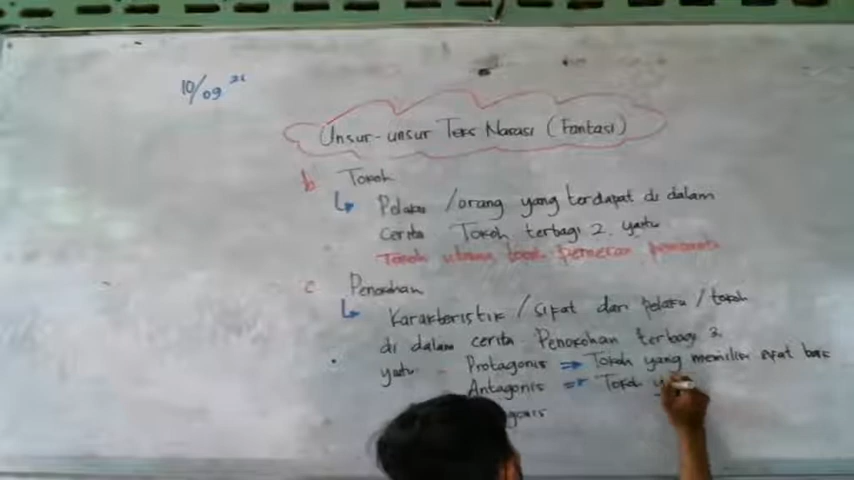 10/09 21
Unsur-unsur Teks Narasi (Fantasi)
b Tokoh
Pelaku /orang yang terdapat di dalam
cerita Tokoh terbagi 2. yaitu
Tokoh utama tokoh pemeran pembantu
c Penokohan
Karakteristik / sifat dari pelaku / tokoh
di dalam cerita Penokohan terbagi 3
yaitu - Protagonis => Tokoh yang memiliki sifat baik
Antagonis => Tokoh y
gonis